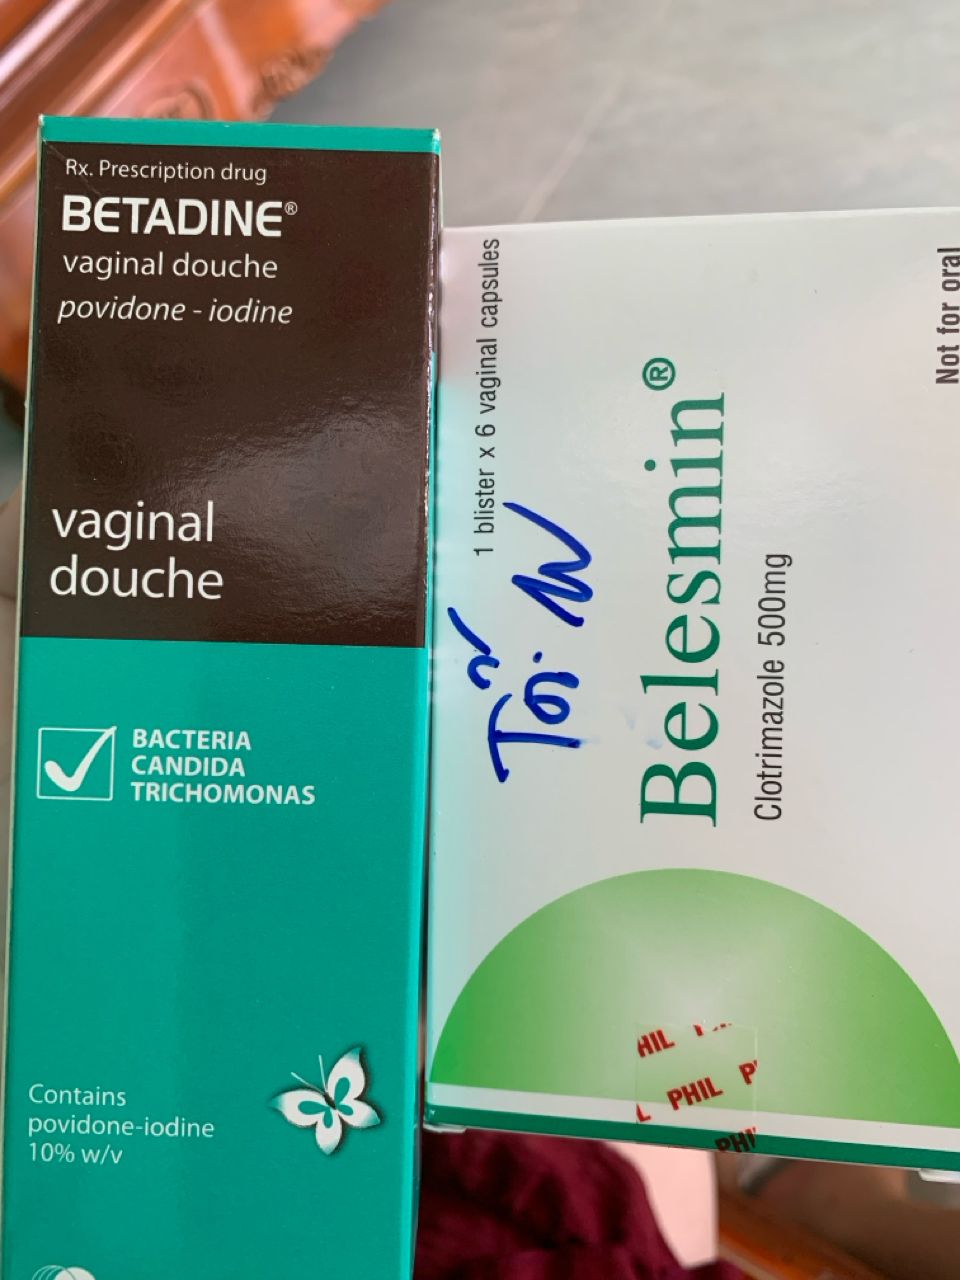 Rx. Prescription drug
BETADINE®
vaginal douche
povidone - iodine
vaginal
douche
BACTERIA
CANDIDA
TRICHOMONAS
Contains
povidone-iodine
10% w/v
1 blister x 6 vaginal capsules
Tối
Belesmin®
Clotrimazole 500mg
Not for oral
PHIL